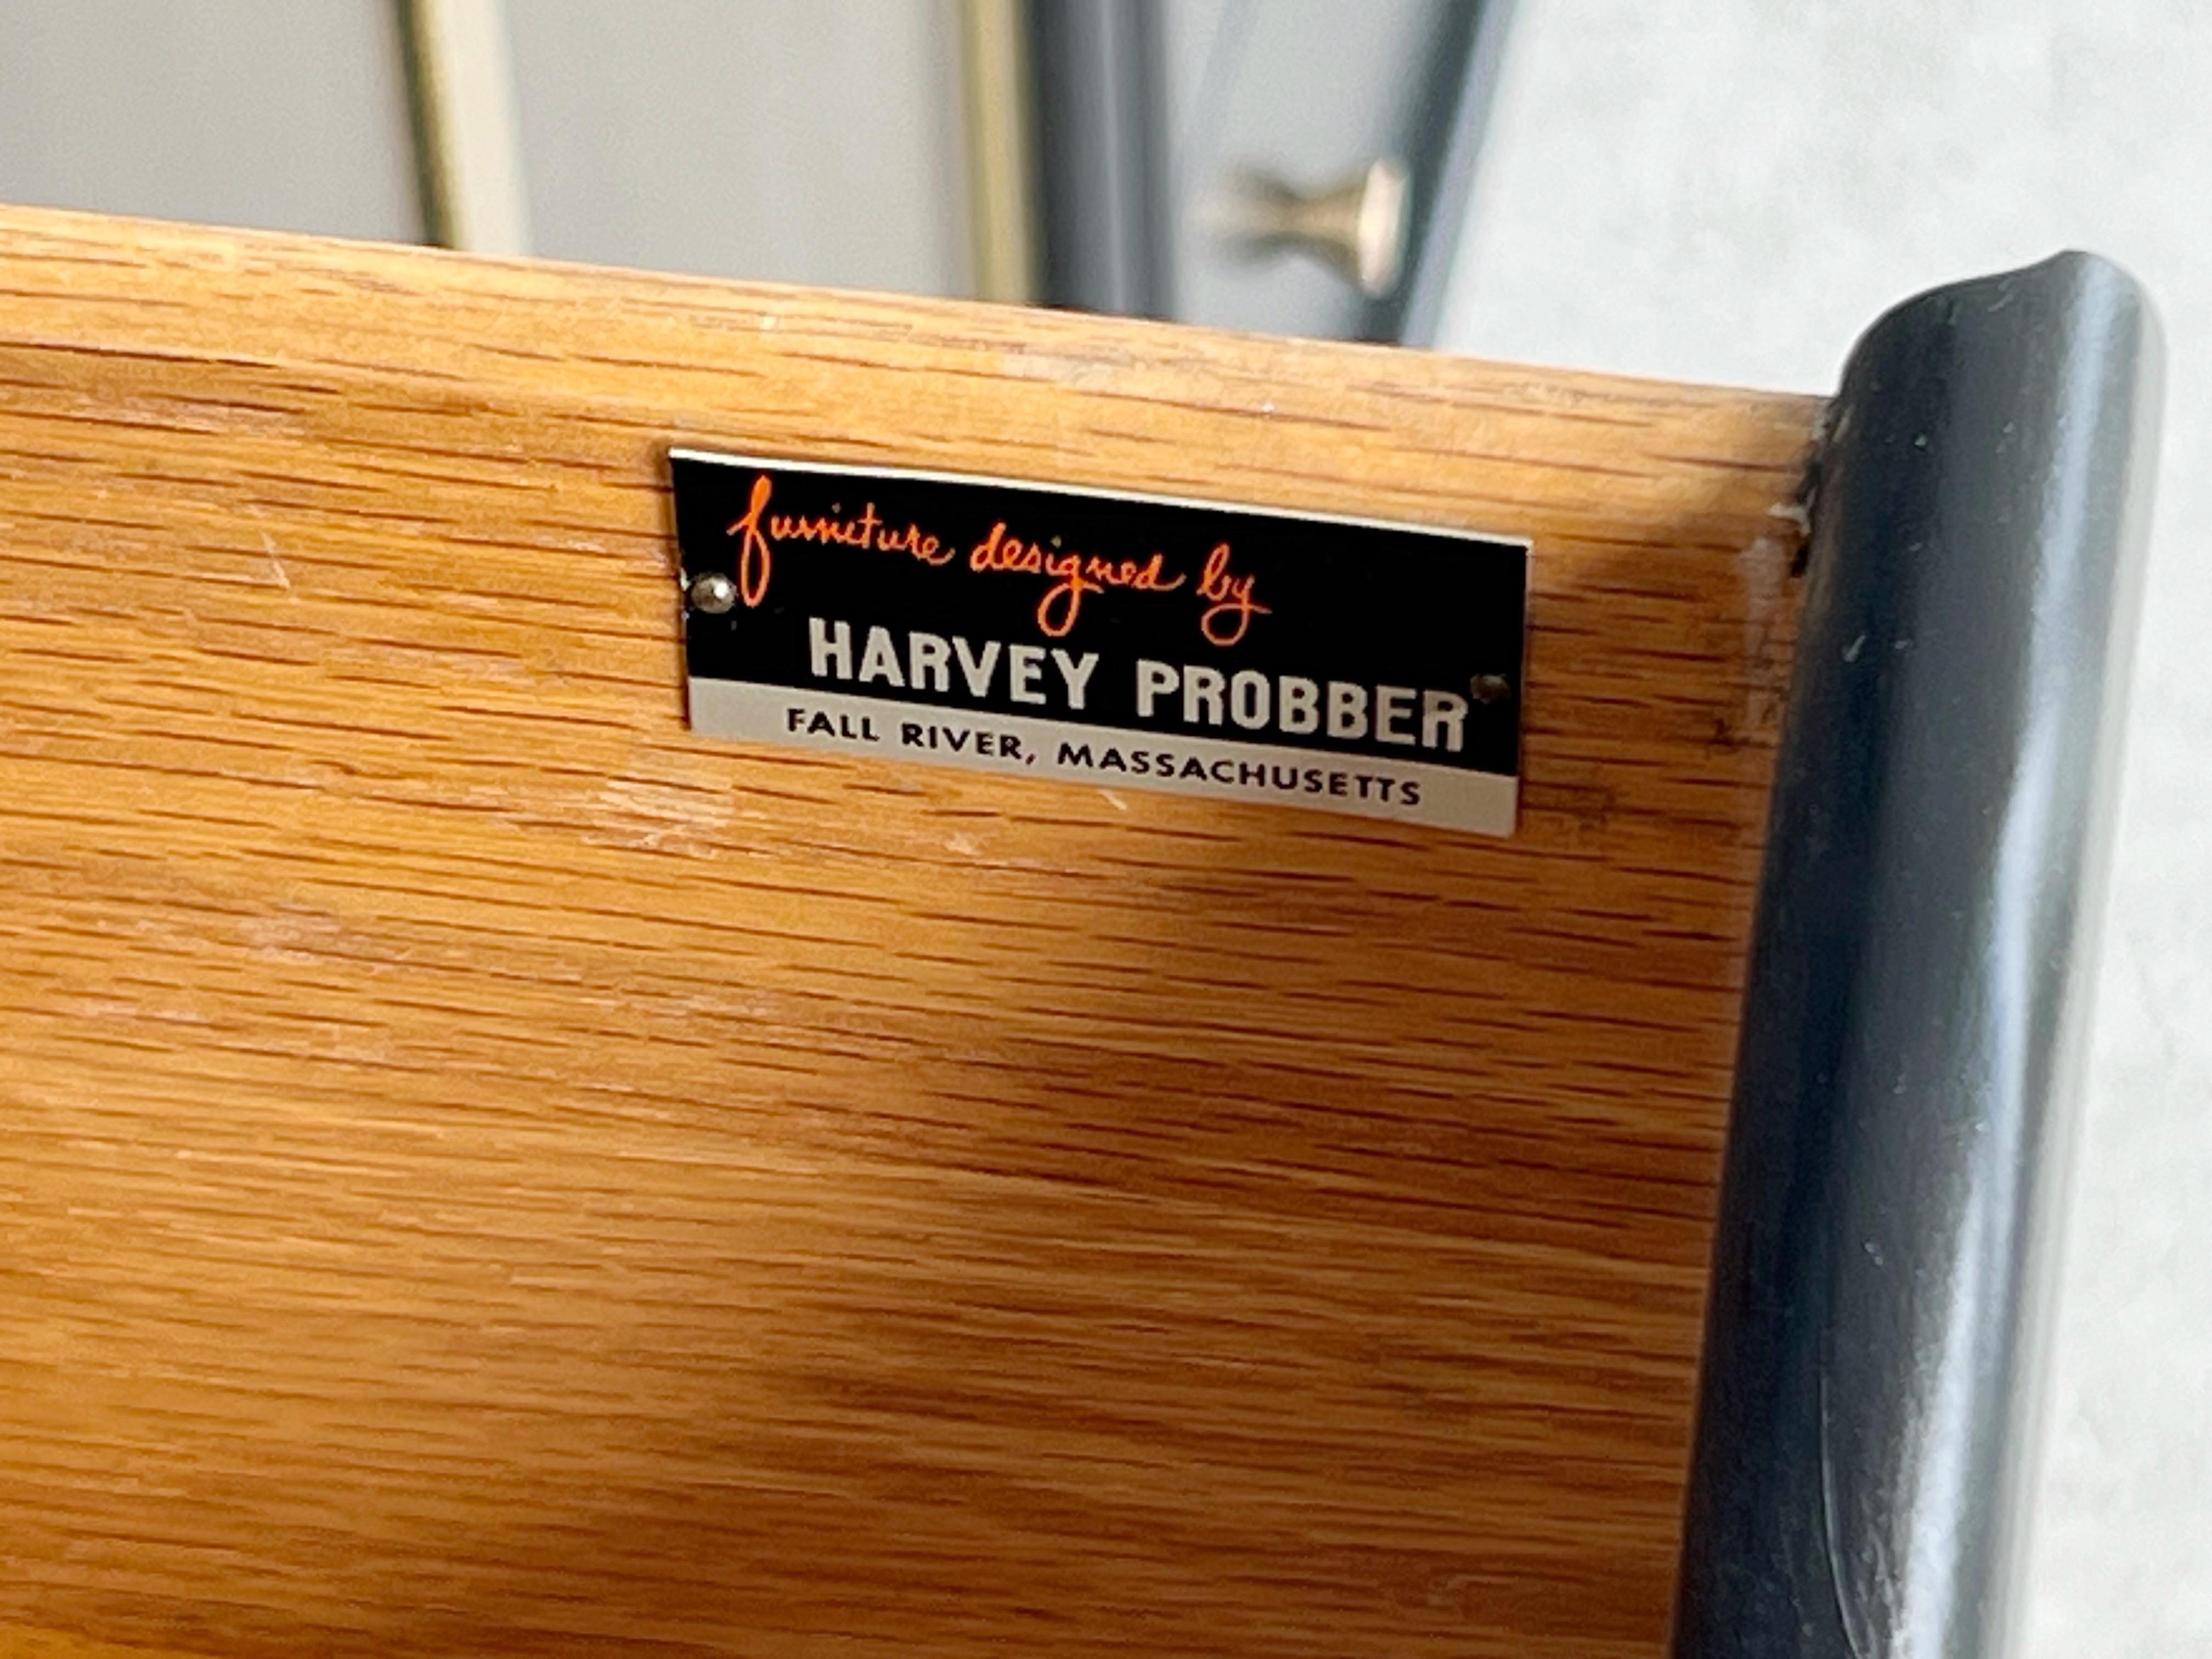 furniture designed by
HARVEY PROBBER
FALL RIVER, MASSACHUSETTS